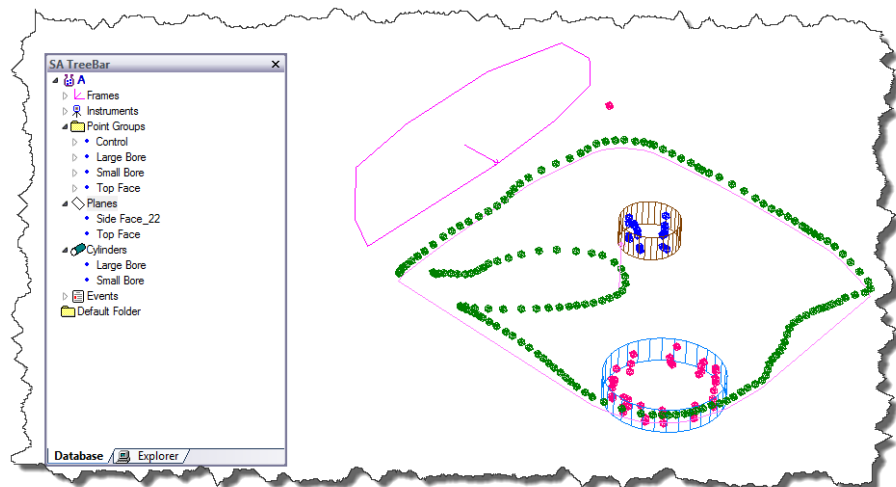 SA TreeBar
A
Frames
Instruments
Point Groups
Control
Large Bore
Small Bore
Top Face
Planes
Side Face_22
Top Face
Cylinders
Large Bore
Small Bore
Events
Default Folder
Database Explorer